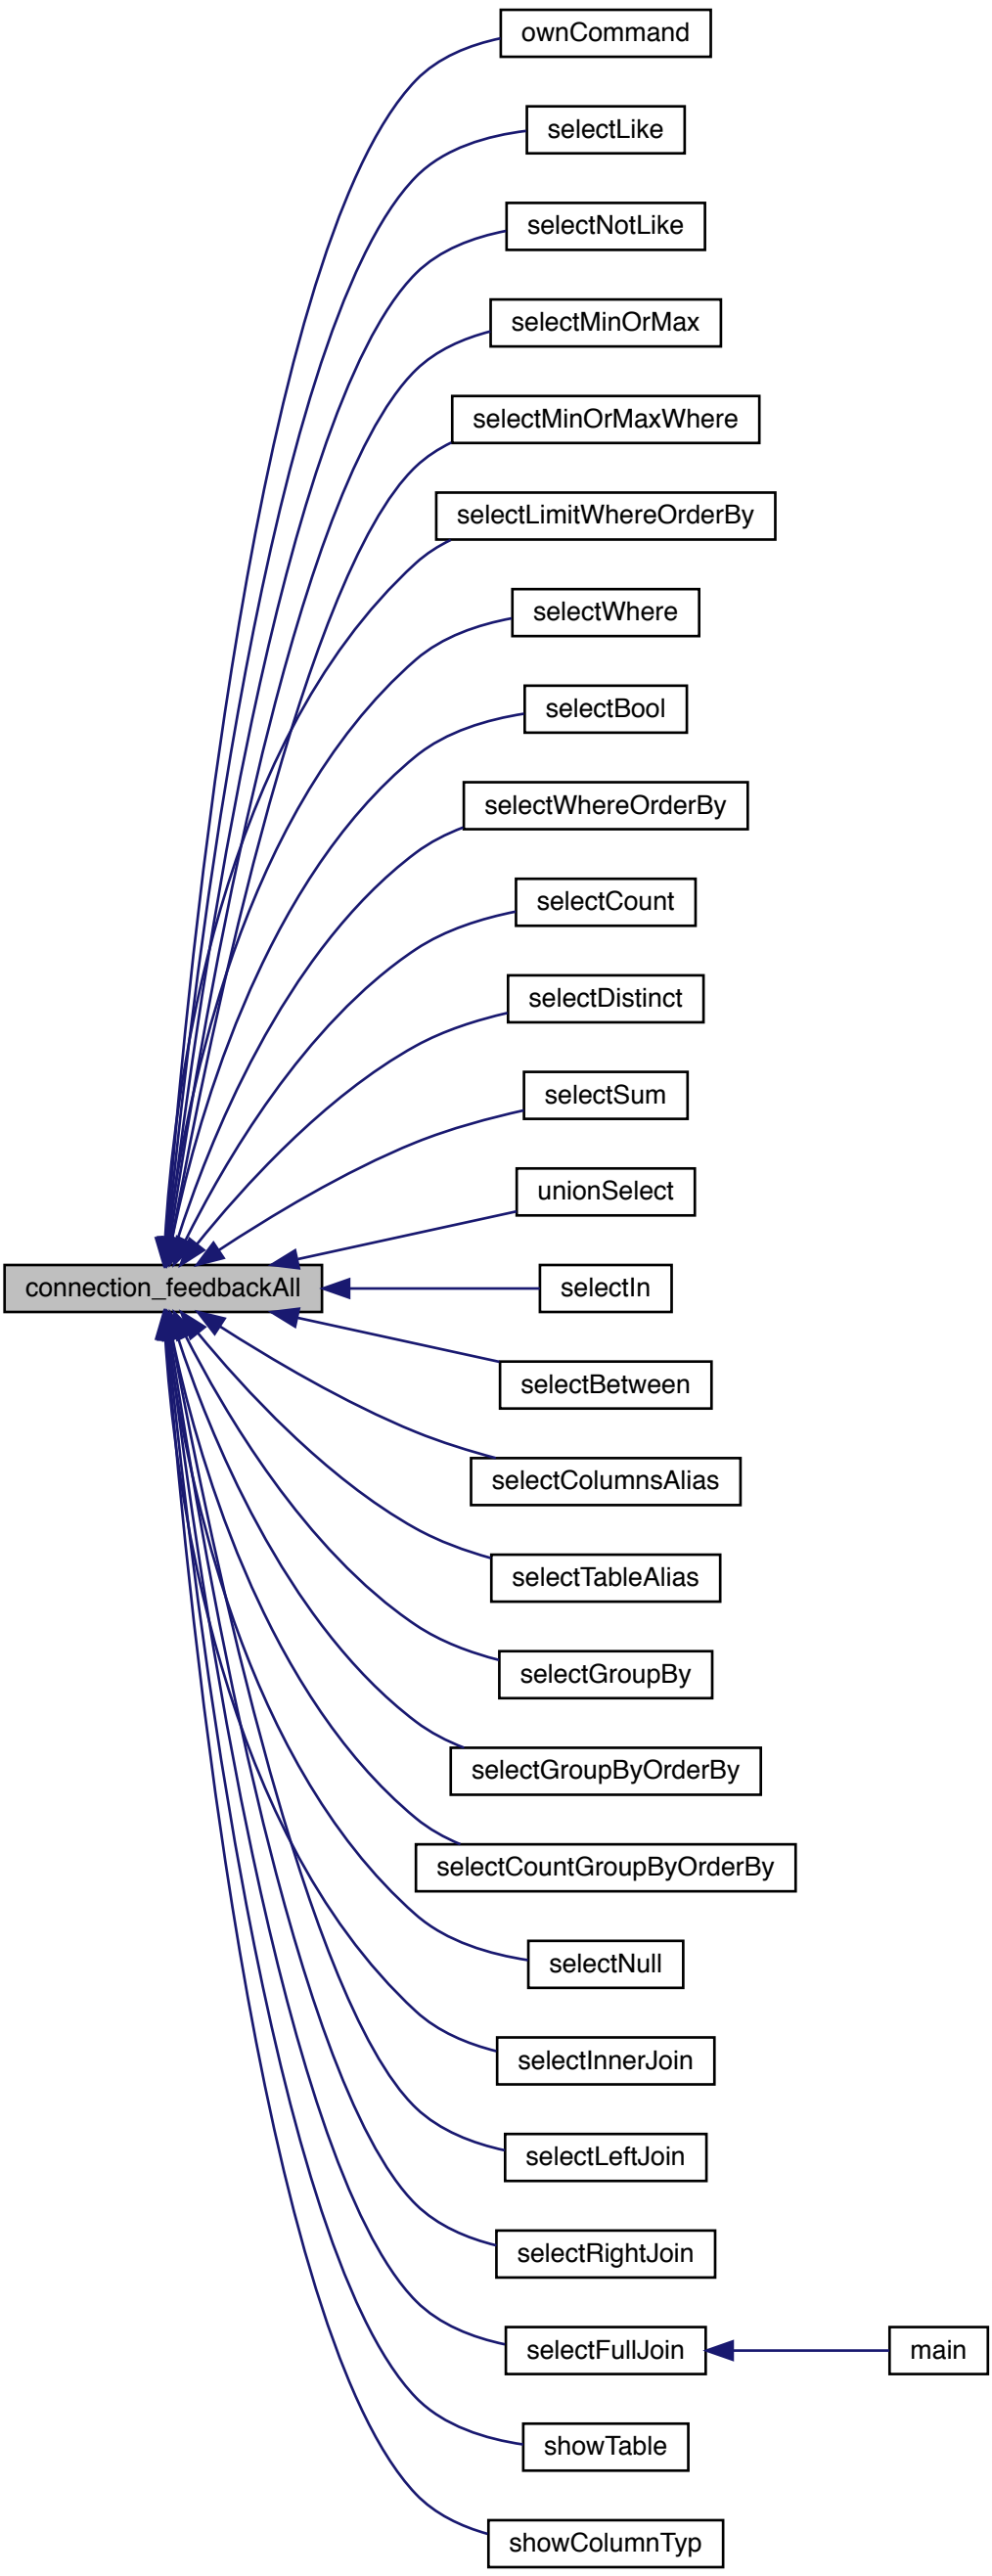 ownCommand
selectLike
selectNotLike
selectMinOrMax
selectMinOrMaxWhere
selectLimitWhereOrderBy
selectWhere
selectBool
selectWhereOrderBy
selectCount
selectDistinct
selectSum
unionSelect
connection_feedbackAll
selectIn
selectBetween
selectColumnsAlias
selectTableAlias
selectGroupBy
selectGroupByOrderBy
selectCountGroupByOrderBy
selectNull
selectInnerJoin
selectLeftJoin
selectRightJoin
selectFullJoin
main
showTable
showColumnTyp